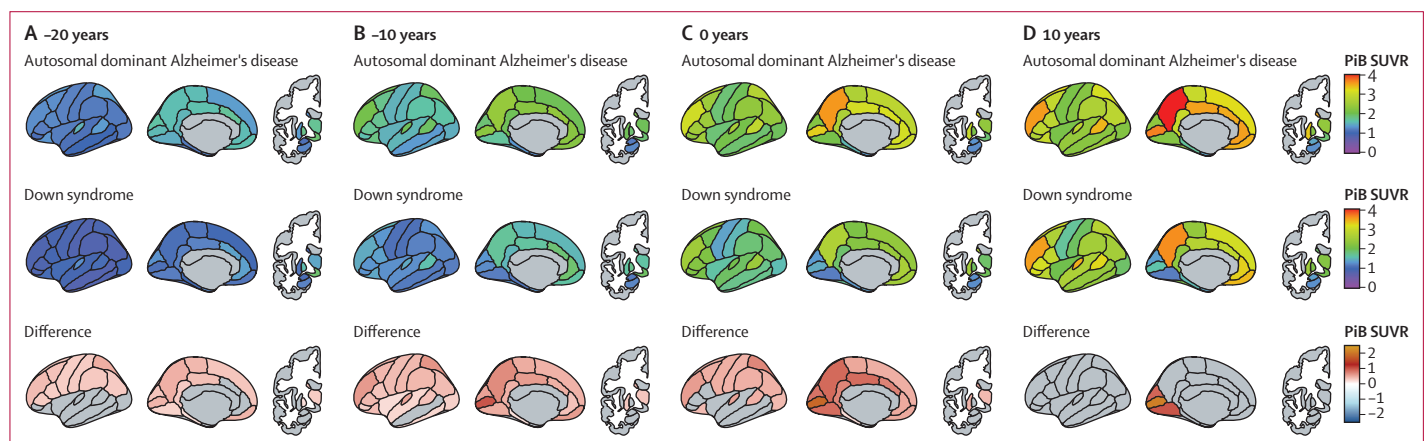 A –20 years
Autosomal dominant Alzheimer's disease
B –10 years
Autosomal dominant Alzheimer's disease
C 0 years
Autosomal dominant Alzheimer's disease
D 10 years
Autosomal dominant Alzheimer's disease
PiB SUVR
4
3
2
1
0
Down syndrome
Down syndrome
Down syndrome
Down syndrome
PiB SUVR
4
3
2
1
0
Difference
Difference
Difference
Difference
PiB SUVR
2
1
0
–1
–2